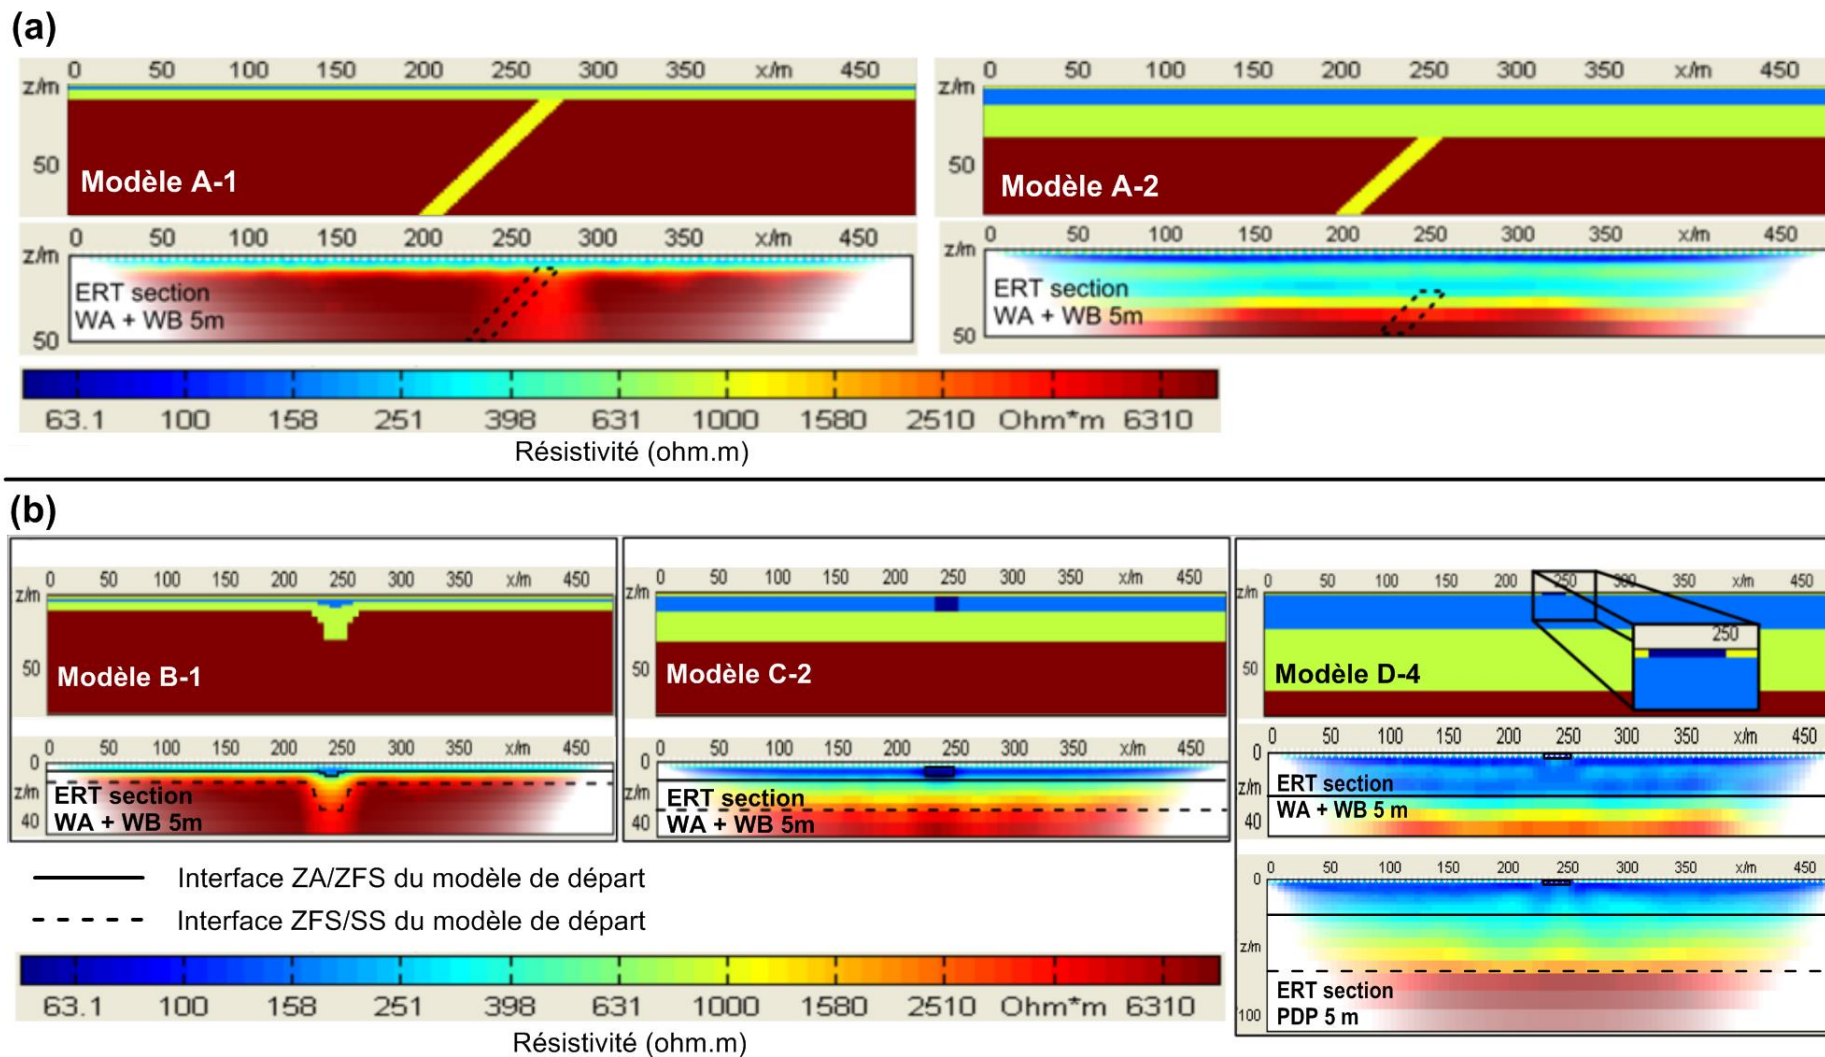 (a)
0 50 100 150 200 250 300 350 x/m 450
z/m
50
Modèle A-1
0 50 100 150 200 250 300 350 x/m 450
z/m
50
Modèle A-2
0 50 100 150 200 250 300 350 x/m 450
z/m
ERT section
WA + WB 5m
50
0 50 100 150 200 250 300 350 x/m 450
z/m
ERT section
WA + WB 5m
50
63.1 100 158 251 398 631 1000 1580 2510 Ohm*m 6310
Résistivité (ohm.m)
(b)
0 50 100 150 200 250 300 350 x/m 450
z/m
50
Modèle B-1
0 50 100 150 200 250 300 350 x/m 450
z/m
50
Modèle C-2
0 50 100 150 200 250 300 350 x/m 450
z/m
250
50
Modèle D-4
0 50 100 150 200 250 300 350 x/m 450
0
z/m
ERT section
40
WA + WB 5m
0 50 100 150 200 250 300 350 x/m 450
0
z/m
ERT section
40
WA + WB 5m
0 50 100 150 200 250 300 350 x/m 450
0
z/m
ERT section
WA + WB 5 m
40
0 50 100 150 200 250 300 350 x/m 450
0
z/m
ERT section
PDP 5 m
100
Interface ZA/ZFS du modèle de départ
Interface ZFS/SS du modèle de départ
63.1 100 158 251 398 631 1000 1580 2510 Ohm*m 6310
Résistivité (ohm.m)